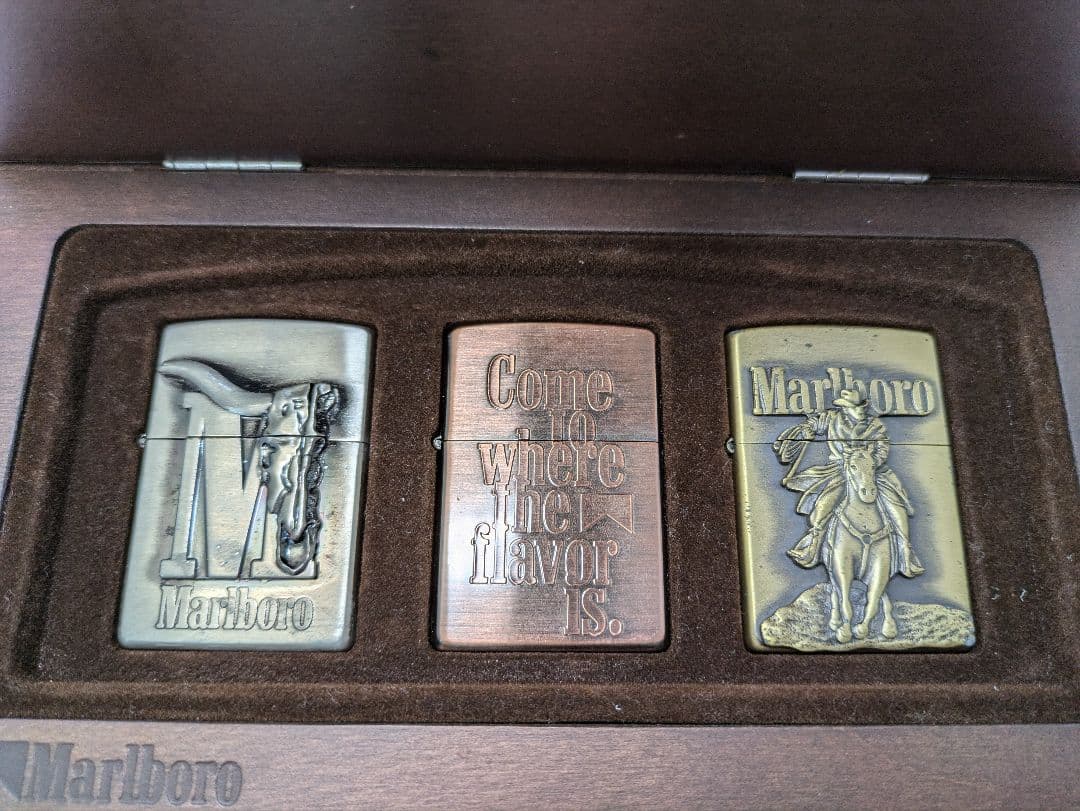 M
Marlboro
Come
to
where
the
flavor
is.
Marlboro
Marlboro